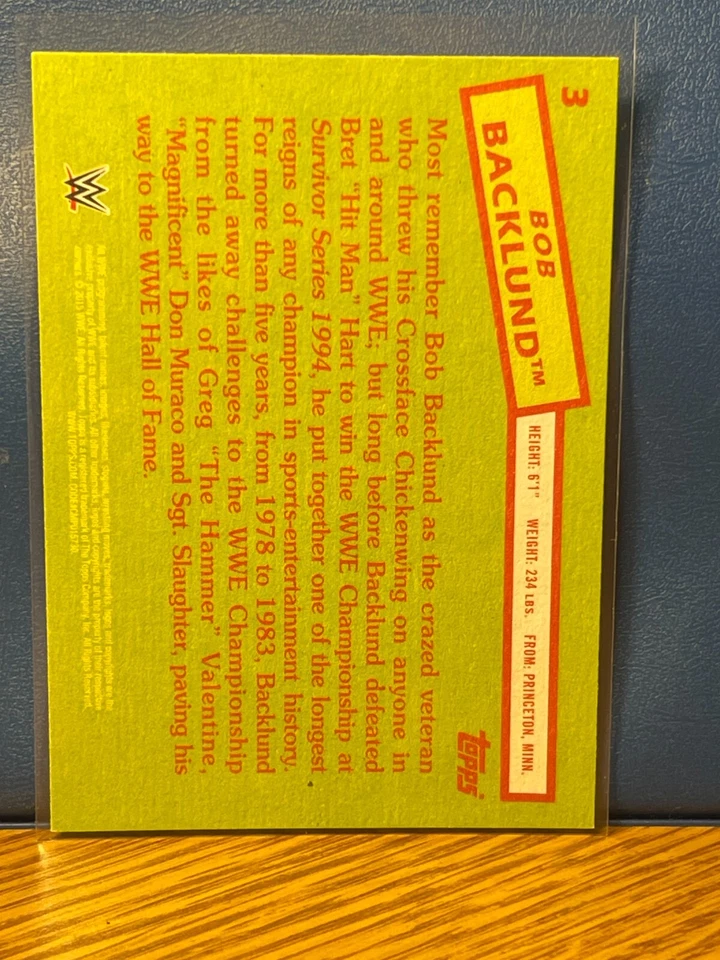 3
BOB
BACKLUND™
HEIGHT: 6'1" WEIGHT: 234 LBS. FROM: PRINCETON, MINN.
topps®
Most remember Bob Backlund as the crazed veteran
who threw his Crossface Chickenwing on anyone in
and around WWE; but long before Backlund defeated
Bret “Hit Man” Hart to win the WWE Championship at
Survivor Series 1994, he put together one of the longest
reigns of any champion in sports-entertainment history.
For more than five years, from 1978 to 1983, Backlund
turned away challenges to the WWE Championship
from the likes of Greg “The Hammer” Valentine,
“Magnificent” Don Muraco and Sgt. Slaughter, paving his
way to the WWE Hall of Fame.
W